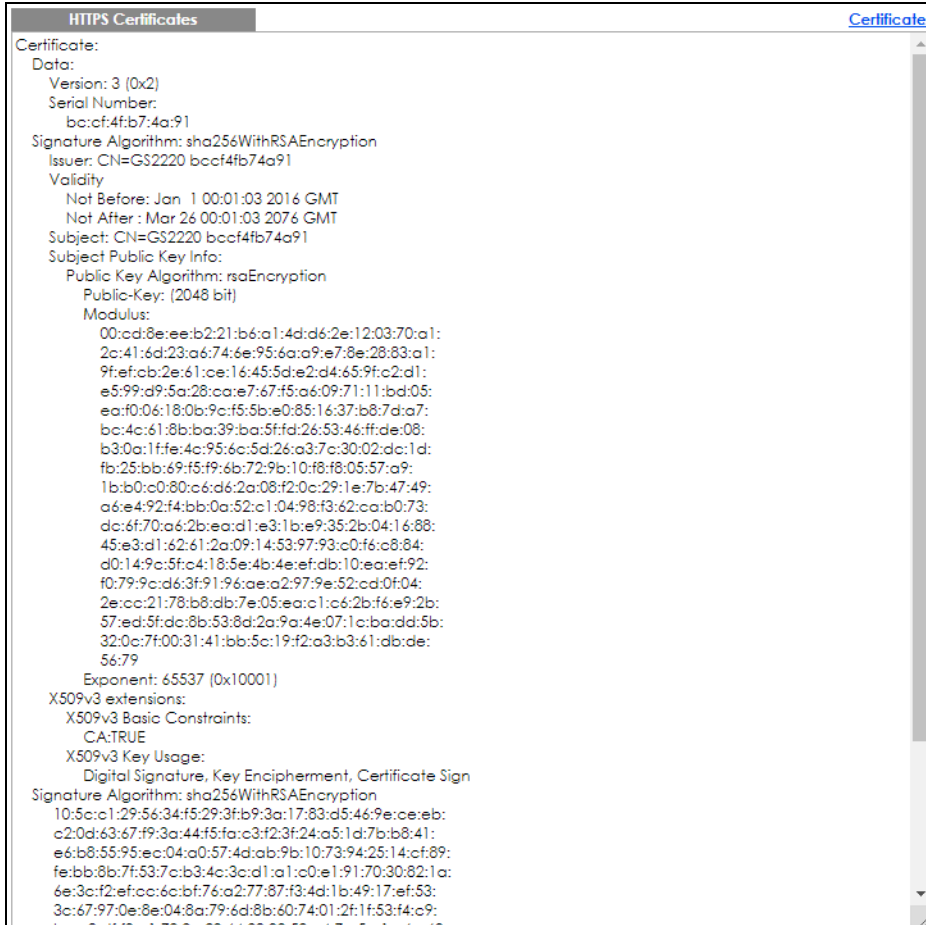 HTTPS Certificates
Certificate
Certificate:
Data:
Version: 3 (0x2)
Serial Number:
bc:cf:4f:b7:4a:91
Signature Algorithm: sha256WithRSAEncryption
Issuer: CN=GS2220 bccf4fb74a91
Validity
Not Before: Jan  1 00:01:03 2016 GMT
Not After : Mar 26 00:01:03 2076 GMT
Subject: CN=GS2220 bccf4fb74a91
Subject Public Key Info:
Public Key Algorithm: rsaEncryption
Public-Key: (2048 bit)
Modulus:
00:cd:8e:ee:b2:21:b6:a1:4d:d6:2e:12:03:70:a1:
2c:41:6d:23:a6:74:6e:95:6a:a9:e7:8e:28:83:a1:
9f:ef:cb:2e:61:ce:16:45:5d:e2:d4:65:9f:c2:d1:
e5:99:d9:5a:28:ca:e7:67:f5:a6:09:71:11:bd:05:
ea:f0:06:18:0b:9c:f5:5b:e0:85:16:37:b8:7d:a7:
bc:4c:61:8b:ba:39:ba:5f:fd:26:53:46:ff:de:08:
b3:0a:1f:fe:4c:95:6c:5d:26:a3:7c:30:02:dc:1d:
fb:25:bb:69:f5:f9:6b:72:9b:10:f8:f8:05:57:a9:
1b:b0:c0:80:c6:d6:2a:08:f2:0c:29:1e:7b:47:49:
a6:e4:92:f4:bb:0a:52:c1:04:98:f3:62:ca:b0:73:
dc:6f:70:a6:2b:ea:d1:e3:1b:e9:35:2b:04:16:88:
45:e3:d1:62:61:2a:09:14:53:97:93:c0:f6:c8:84:
d0:14:9c:5f:c4:18:5e:4b:4e:ef:db:10:ea:ef:92:
f0:79:9c:d6:3f:91:96:ae:a2:97:9e:52:cd:0f:04:
2e:cc:21:78:b8:db:7e:05:ea:c1:c6:2b:f6:e9:2b:
57:ed:5f:dc:8b:53:8d:2a:9a:4e:07:1c:ba:dd:5b:
32:0c:7f:00:31:41:bb:5c:19:f2:a3:b3:61:db:de:
56:79
Exponent: 65537 (0x10001)
X509v3 extensions:
X509v3 Basic Constraints:
CA:TRUE
X509v3 Key Usage:
Digital Signature, Key Encipherment, Certificate Sign
Signature Algorithm: sha256WithRSAEncryption
10:5c:c1:29:56:34:f5:29:3f:b9:3a:17:83:d5:46:9e:ce:eb:
c2:0d:63:67:f9:3a:44:f5:fa:c3:f2:3f:24:a5:1d:7b:b8:41:
e6:b8:55:95:ec:04:a0:57:4d:ab:9b:10:73:94:25:14:cf:89:
fe:bb:8b:7f:53:7c:b3:4c:3c:d1:a1:c0:e1:91:70:30:82:1a:
6e:3c:f2:ef:cc:6c:bf:76:a2:77:87:f3:4d:1b:49:17:ef:53:
3c:67:97:0e:8e:04:8a:79:6d:8b:60:74:01:2f:1f:53:f4:c9: